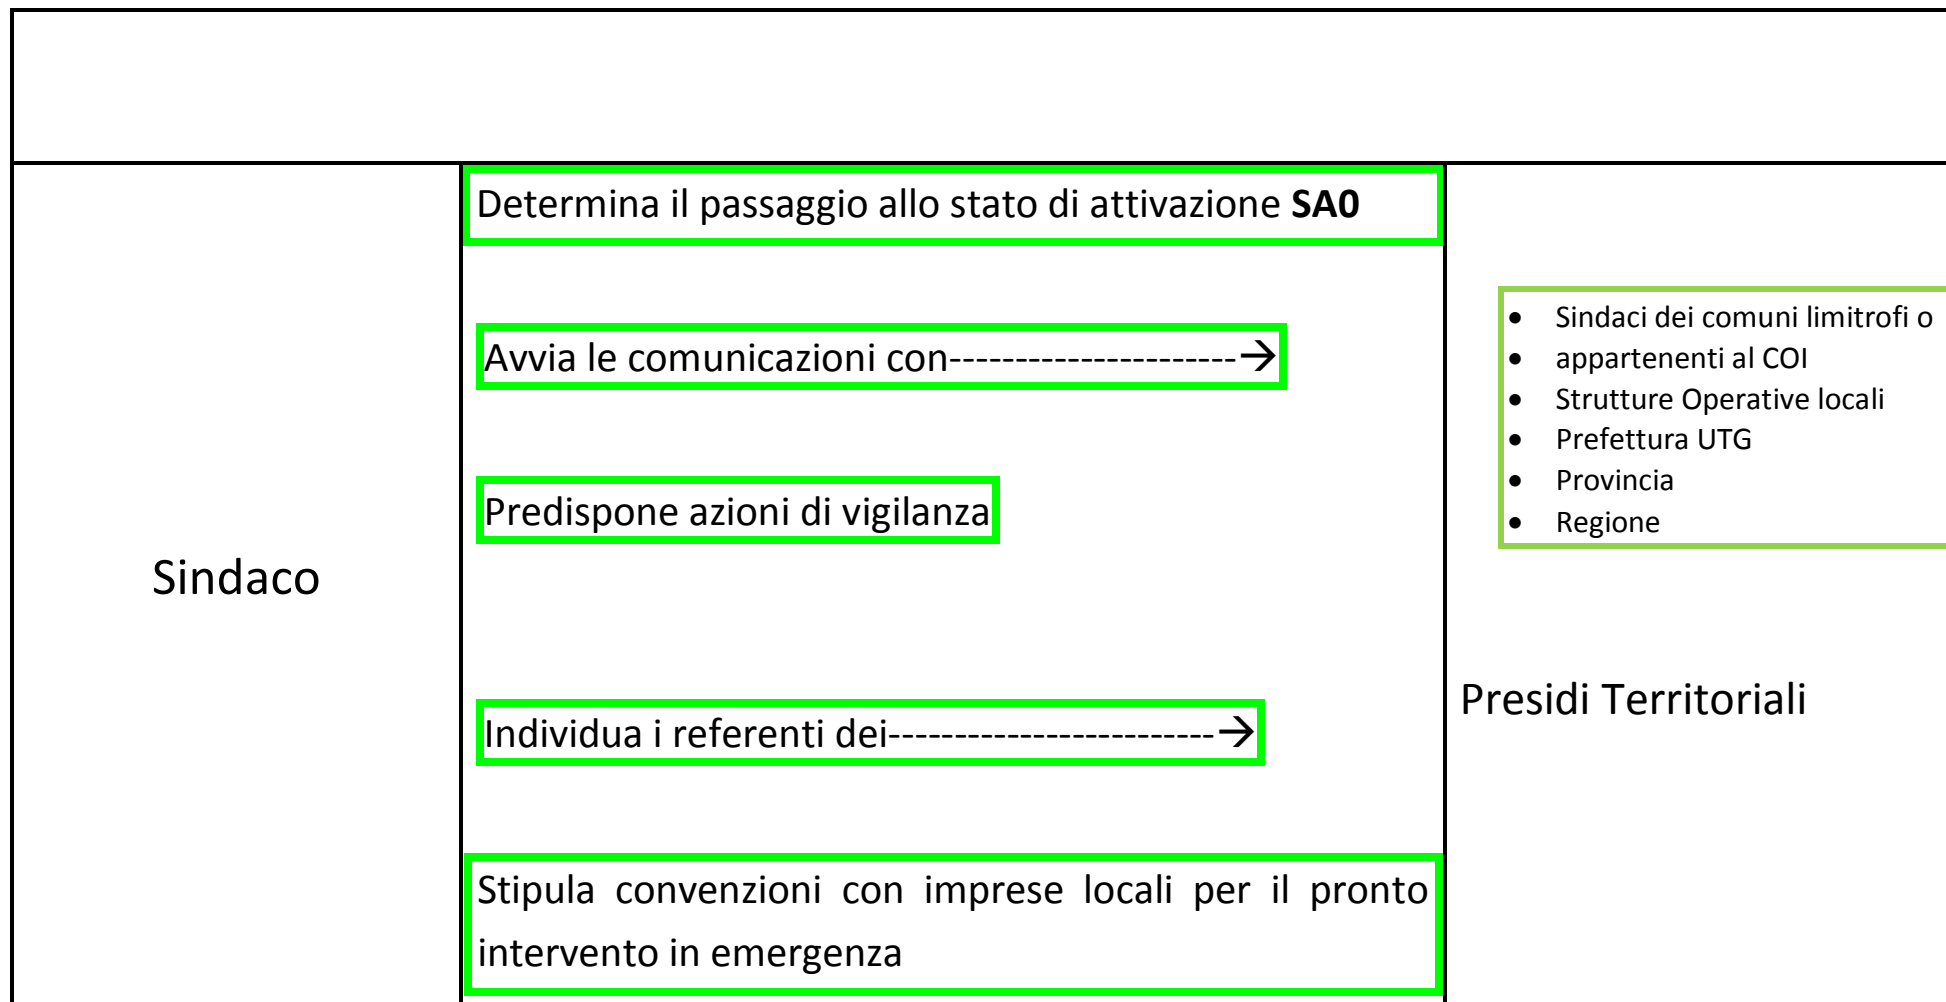 Sindaco
Determina il passaggio allo stato di attivazione SA0
Avvia le comunicazioni con----------------------→
Predispone azioni di vigilanza
Individua i referenti dei-------------------------→
Stipula convenzioni con imprese locali per il pronto
intervento in emergenza
• Sindaci dei comuni limitrofi o
• appartenenti al COI
• Strutture Operative locali
• Prefettura UTG
• Provincia
• Regione
Presidi Territoriali